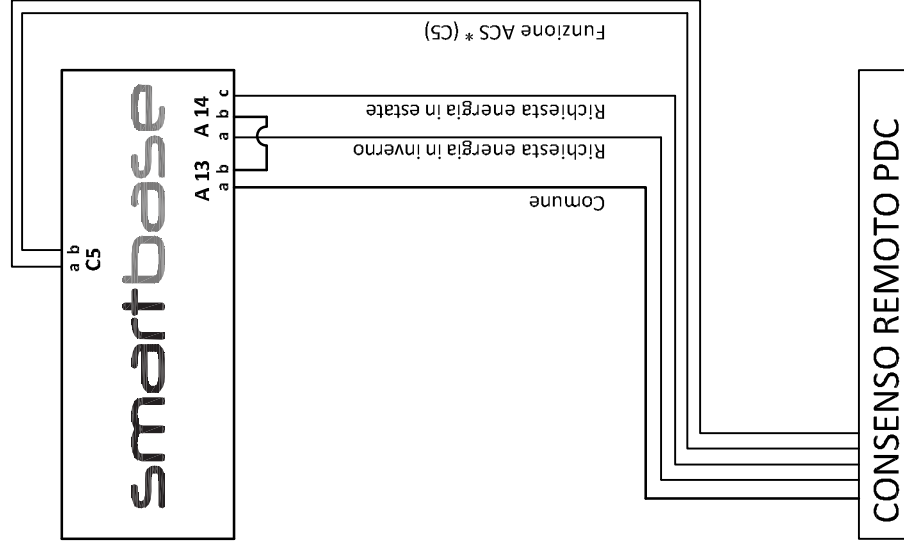 Funzione ACS * (C5)
a b
C5
smartbase
A 13
a b
A 14
a b c
Richiesta energia in estate
Richiesta energia in inverno
Comune
CONSENSO REMOTO PDC